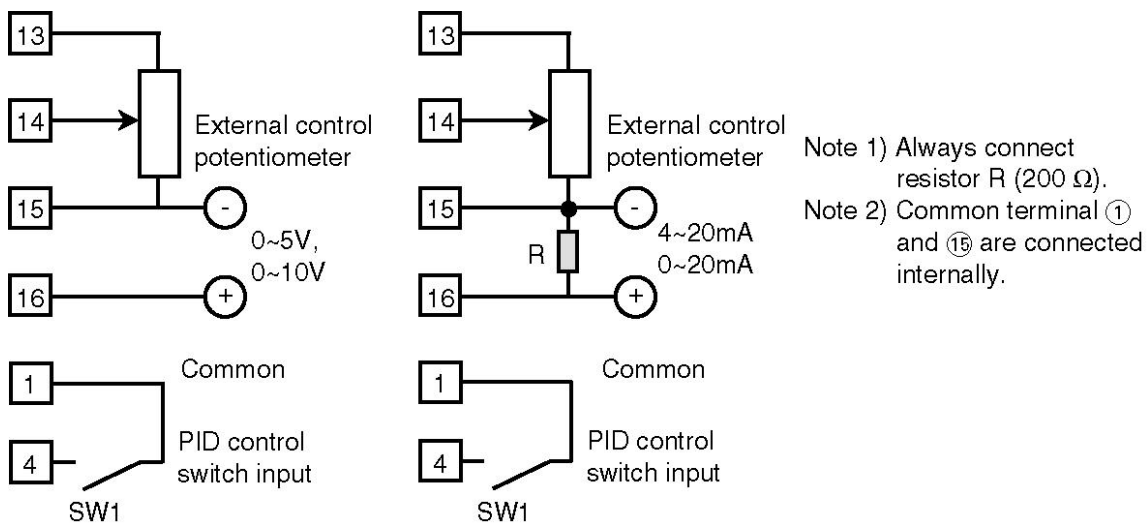 13
14
External control
potentiometer
15
-
0~5V,
0~10V
16
+
1
Common
4
PID control
switch input
SW1
13
14
External control
potentiometer
15
-
4~20mA
0~20mA
R
16
+
1
Common
4
PID control
switch input
SW1
Note 1) Always connect
resistor R (200 Ω).
Note 2) Common terminal ①
and ⑮ are connected
internally.